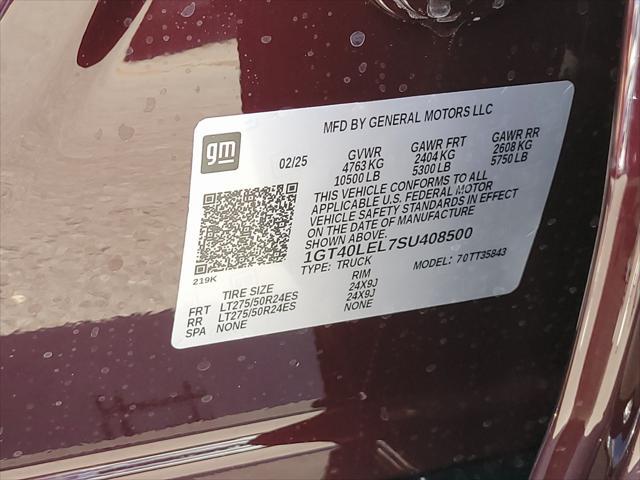 MFD BY GENERAL MOTORS LLC
gm
02/25 GVWR GAWR FRT GAWR RR
4763 KG 2404 KG 2608 KG
10500 LB 5300 LB 5750 LB
THIS VEHICLE CONFORMS TO ALL
APPLICABLE U.S. FEDERAL MOTOR
VEHICLE SAFETY STANDARDS IN EFFECT
ON THE DATE OF MANUFACTURE
SHOWN ABOVE.
1GT40LEL7SU408500
TYPE: TRUCK MODEL: 70TT35843
219K
TIRE SIZE RIM
FRT LT275/50R24ES 24X9J
RR LT275/50R24ES 24X9J
SPA NONE NONE